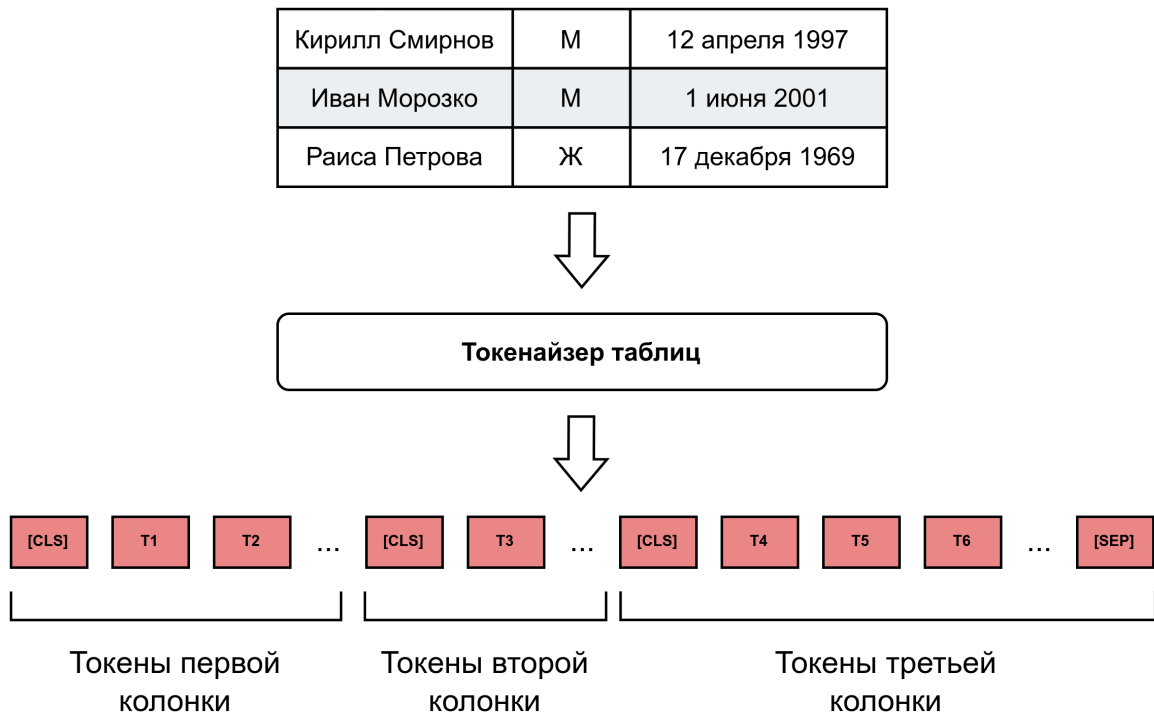 Кирилл Смирнов М 12 апреля 1997
Иван Морозко М 1 июня 2001
Раиса Петрова Ж 17 декабря 1969
Токенайзер таблиц
[CLS] T1 T2 ... [CLS] T3 ... [CLS] T4 T5 T6 ... [SEP]
Токены первой колонки
Токены второй колонки
Токены третьей колонки